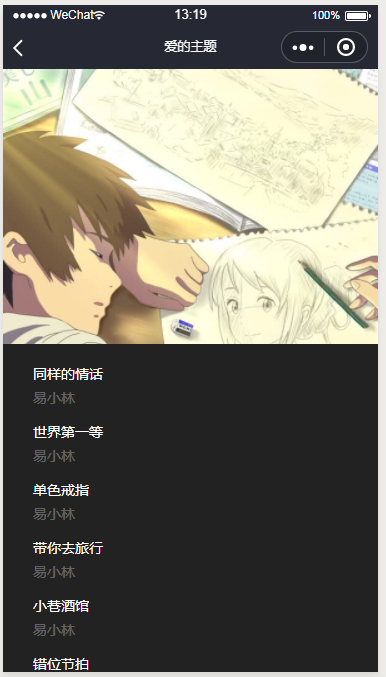 WeChat
13:19
100%
爱的主题
同样的情话
易小林
世界第一等
易小林
单色戒指
易小林
带你去旅行
易小林
小巷酒馆
易小林
错位节拍